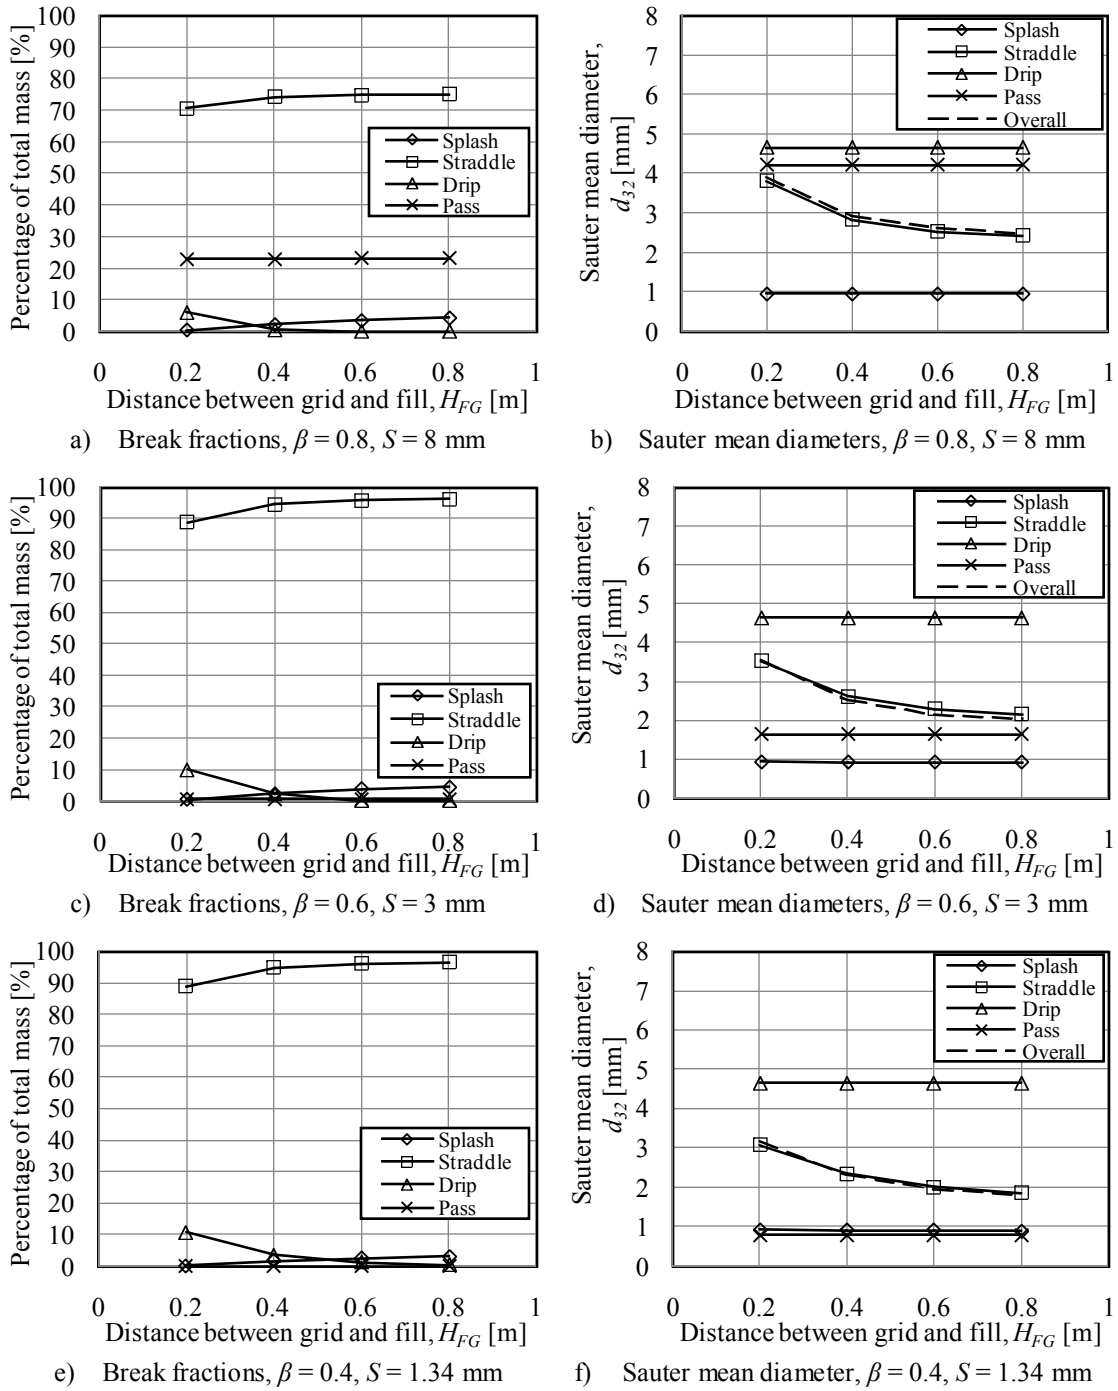 Percentage of total mass [%]
100
90
80
70
60
50
40
30
20
10
0
Splash
Straddle
Drip
Pass
0 0.2 0.4 0.6 0.8 1
Distance between grid and fill, H_FG [m]
a) Break fractions, β = 0.8, S = 8 mm
Sauter mean diameter,
d_32 [mm]
8
7
6
5
4
3
2
1
0
Splash
Straddle
Drip
Pass
Overall
0 0.2 0.4 0.6 0.8 1
Distance between grid and fill, H_FG [m]
b) Sauter mean diameters, β = 0.8, S = 8 mm
Percentage of total mass [%]
100
90
80
70
60
50
40
30
20
10
0
Splash
Straddle
Drip
Pass
0 0.2 0.4 0.6 0.8 1
Distance between grid and fill, H_FG [m]
c) Break fractions, β = 0.6, S = 3 mm
Sauter mean diameter,
d_32 [mm]
8
7
6
5
4
3
2
1
0
Splash
Straddle
Drip
Pass
Overall
0 0.2 0.4 0.6 0.8 1
Distance between grid and fill, H_FG [m]
d) Sauter mean diameters, β = 0.6, S = 3 mm
Percentage of total mass [%]
100
90
80
70
60
50
40
30
20
10
0
Splash
Straddle
Drip
Pass
0 0.2 0.4 0.6 0.8 1
Distance between grid and fill, H_FG [m]
e) Break fractions, β = 0.4, S = 1.34 mm
Sauter mean diameter,
d_32 [mm]
8
7
6
5
4
3
2
1
0
Splash
Straddle
Drip
Pass
Overall
0 0.2 0.4 0.6 0.8 1
Distance between grid and fill, H_FG [m]
f) Sauter mean diameter, β = 0.4, S = 1.34 mm